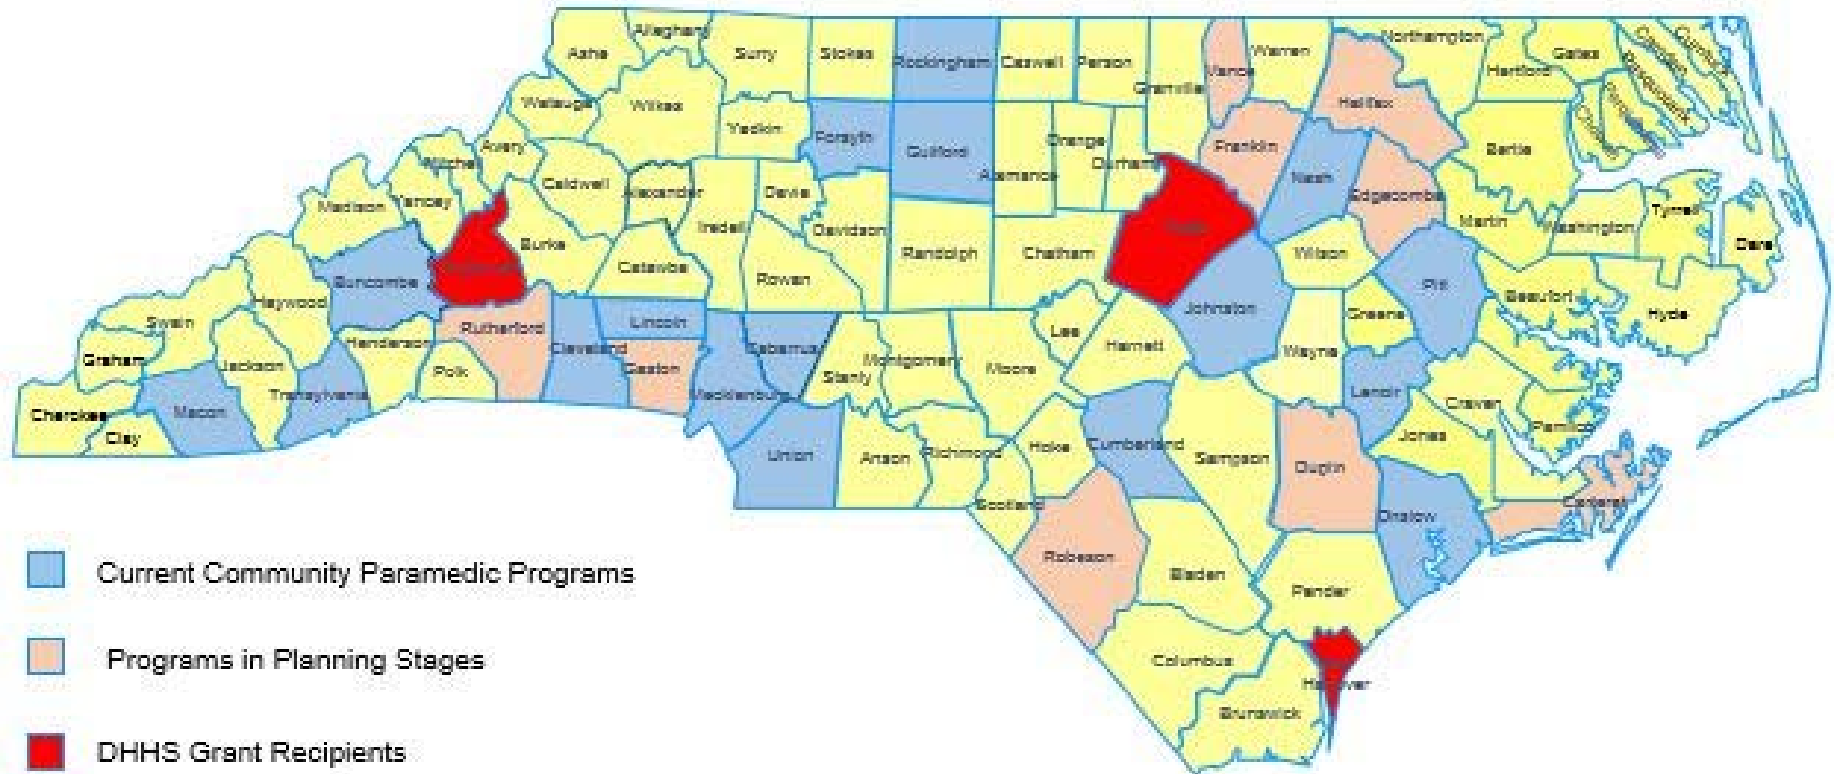 Alleghany
Ashe
Surry
Stokes
Rockingham
Caswell
Person
Granville
Vance
Warren
Northampton
Hertford
Gates
Camden
Currituck
Pasquotank
Halifax
Watauga
Wilkes
Yadkin
Forsyth
Guilford
Alamance
Orange
Durham
Franklin
Nash
Edgecombe
Bertie
Chowan
Avery
Mitchell
Yancey
Madison
Caldwell
Alexander
Iredell
Davie
Davidson
Randolph
Chatham
Wilson
Martin
Washington
Tyrrell
Dare
Burke
Catawba
Rowan
Buncombe
Haywood
Swain
Graham
Cherokee
Clay
Macon
Jackson
Transylvania
Henderson
Polk
Rutherford
Cleveland
Lincoln
Gaston
Mecklenburg
Cabarrus
Union
Stanly
Montgomery
Anson
Richmond
Moore
Lee
Harnett
Johnston
Wayne
Greene
Pitt
Beaufort
Hyde
Lenoir
Craven
Pamlico
Jones
Hoke
Scotland
Cumberland
Sampson
Duplin
Onslow
Carteret
Robeson
Bladen
Pender
Columbus
Brunswick
Current Community Paramedic Programs
Programs in Planning Stages
DHHS Grant Recipients